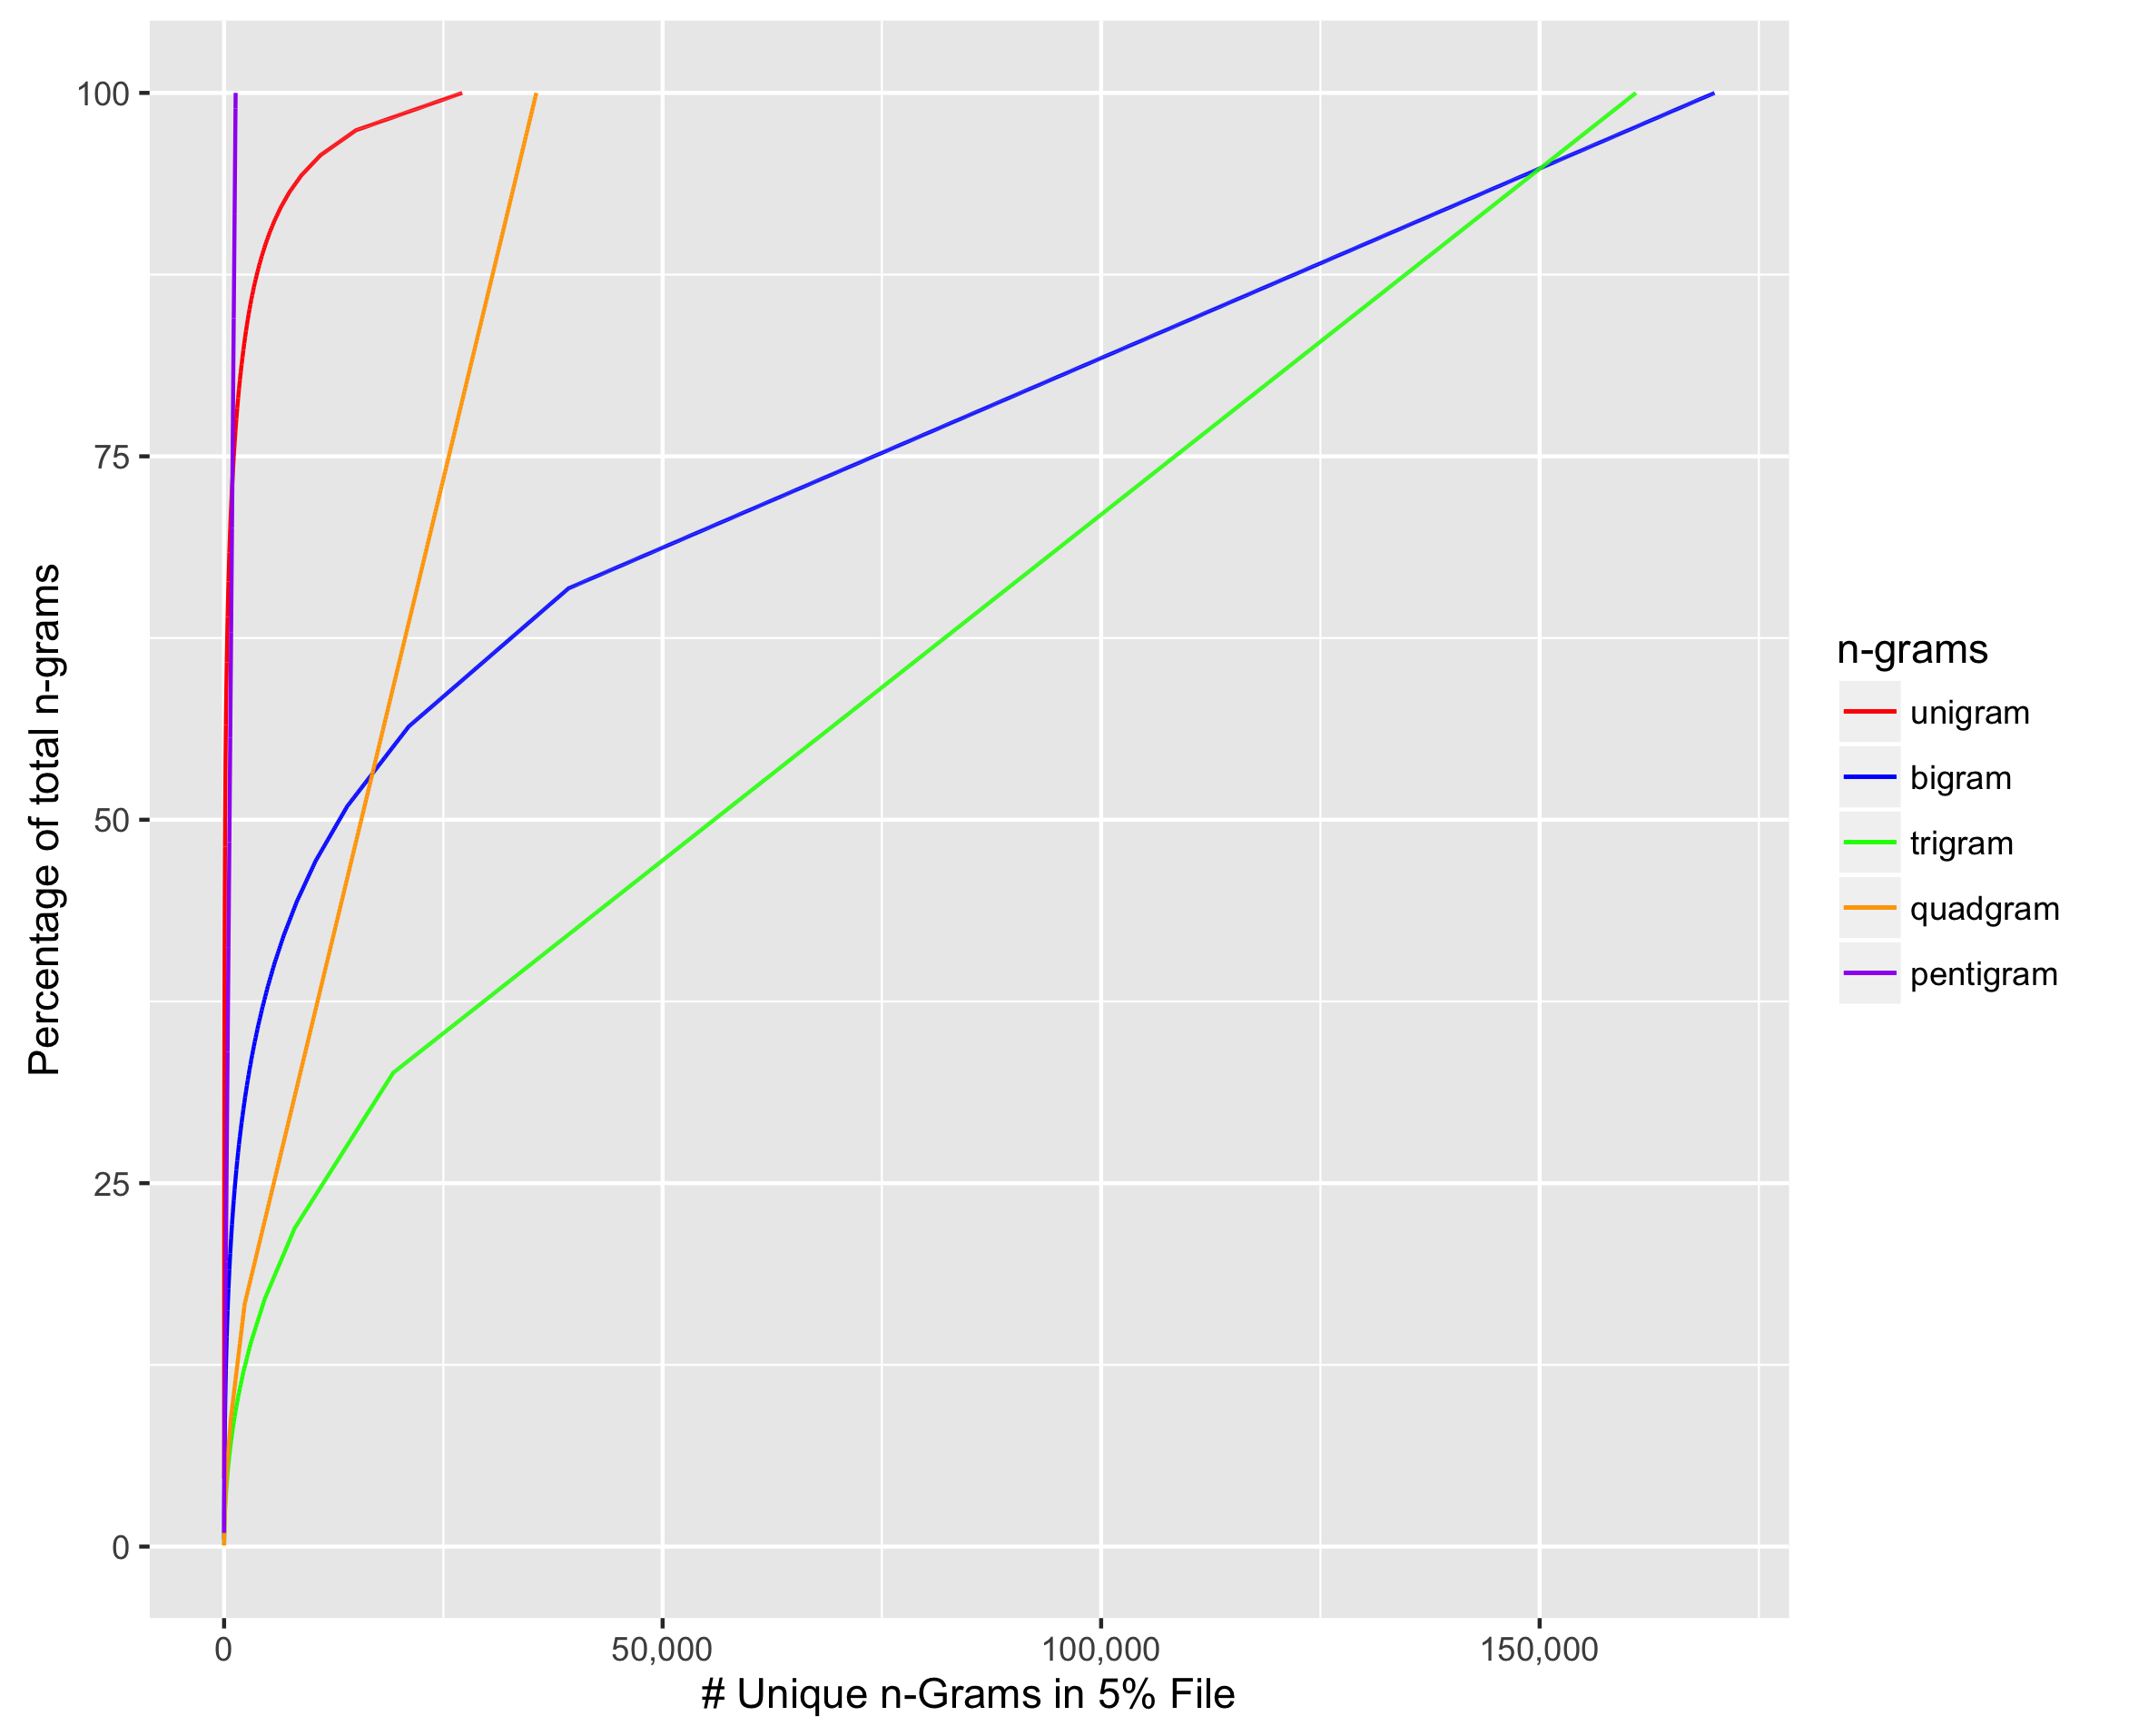 Percentage of total n-grams
100
75
50
25
0
0
50,000
100,000
150,000
# Unique n-Grams in 5% File
n-grams
unigram
bigram
trigram
quadgram
pentigram